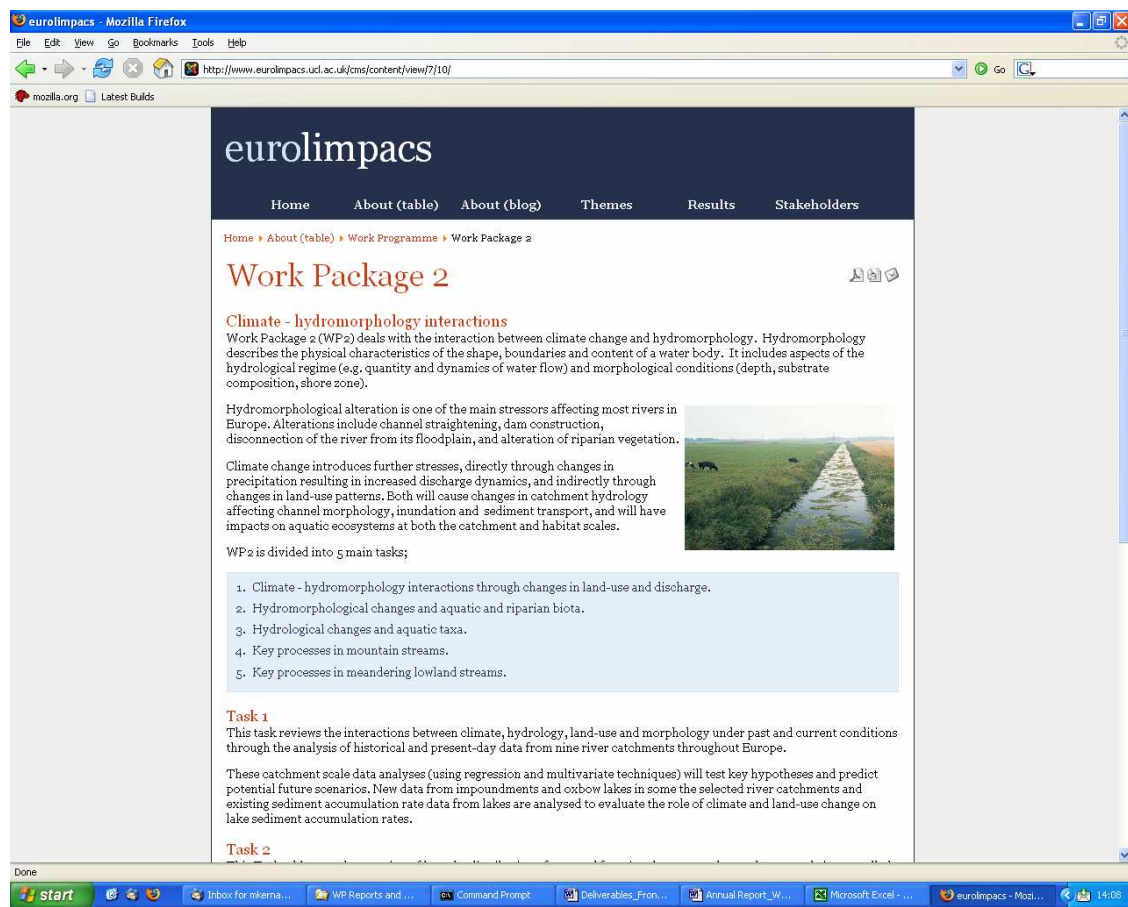 eurolimpacs - Mozilla Firefox
File Edit View Go Bookmarks Tools Help
http://www.eurolimpacs.ucl.ac.uk/cms/content/view/7/10/
Go
mozilla.org Latest Builds
eurolimpacs
Home About (table) About (blog) Themes Results Stakeholders
Home About (table) Work Programme Work Package 2
Work Package 2
Climate - hydromorphology interactions
Work Package 2 (WP2) deals with the interaction between climate change and hydromorphology. Hydromorphology
describes the physical characteristics of the shape, boundaries and content of a water body. It includes aspects of the
hydrological regime (e.g. quantity and dynamics of water flow) and morphological conditions (depth, substrate
composition, shore zone).
Hydromorphological alteration is one of the main stressors affecting most rivers in
Europe. Alterations include channel straightening, dam construction,
disconnection of the river from its floodplain, and alteration of riparian vegetation.
Climate change introduces further stresses, directly through changes in
precipitation resulting in increased discharge dynamics, and indirectly through
changes in land-use patterns. Both will cause changes in catchment hydrology
affecting channel morphology, inundation and sediment transport, and will have
impacts on aquatic ecosystems at both the catchment and habitat scales.
WP2 is divided into 5 main tasks;
1. Climate - hydromorphology interactions through changes in land-use and discharge.
2. Hydromorphological changes and aquatic and riparian biota.
3. Hydrological changes and aquatic taxa.
4. Key processes in mountain streams.
5. Key processes in meandering lowland streams.
Task 1
This task reviews the interactions between climate, hydrology, land-use and morphology under past and current conditions
through the analysis of historical and present-day data from nine river catchments throughout Europe.
These catchment scale data analyses (using regression and multivariate techniques) will test key hypotheses and predict
potential future scenarios. New data from impoundments and oxbow lakes in some the selected river catchments and
existing sediment accumulation rate data from lakes are analysed to evaluate the role of climate and land-use change on
lake sediment accumulation rates.
Task 2
Done
start Inbox for mkerna... WP Reports and ... Command Prompt Deliverables_Fron... Annual Report_W... Microsoft Excel - ... eurolimpacs - Mozi... 14:08